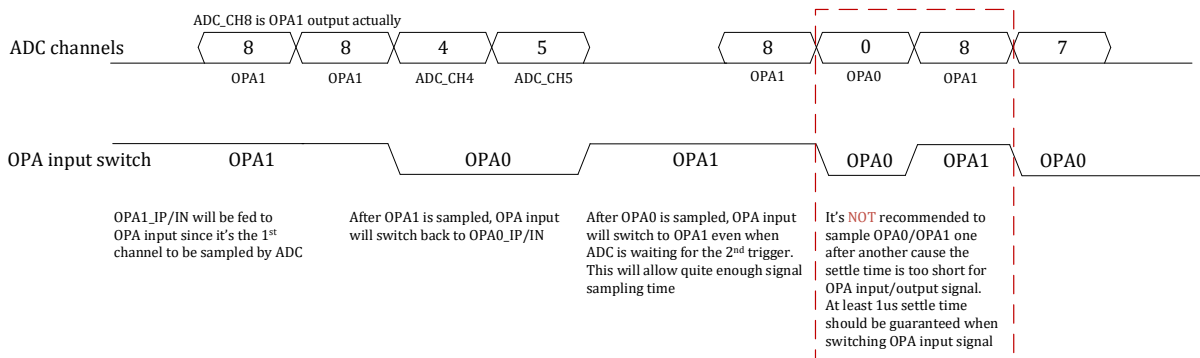 ADC_CH8 is OPA1 output actually
ADC channels
8 8 4 5 8 0 8 7
OPA1 OPA1 ADC_CH4 ADC_CH5 OPA1 OPA0 OPA1
OPA input switch
OPA1 OPA0 OPA1 OPA0 OPA1 OPA0
OPA1_IP/IN will be fed to
OPA input since it's the 1st
channel to be sampled by ADC
After OPA1 is sampled, OPA input
will switch back to OPA0_IP/IN
After OPA0 is sampled, OPA input
will switch to OPA1 even when
ADC is waiting for the 2nd trigger.
This will allow quite enough signal
sampling time
It's NOT recommended to
sample OPA0/OPA1 one
after another cause the
settle time is too short for
OPA input/output signal.
At least 1us settle time
should be guaranteed when
switching OPA input signal